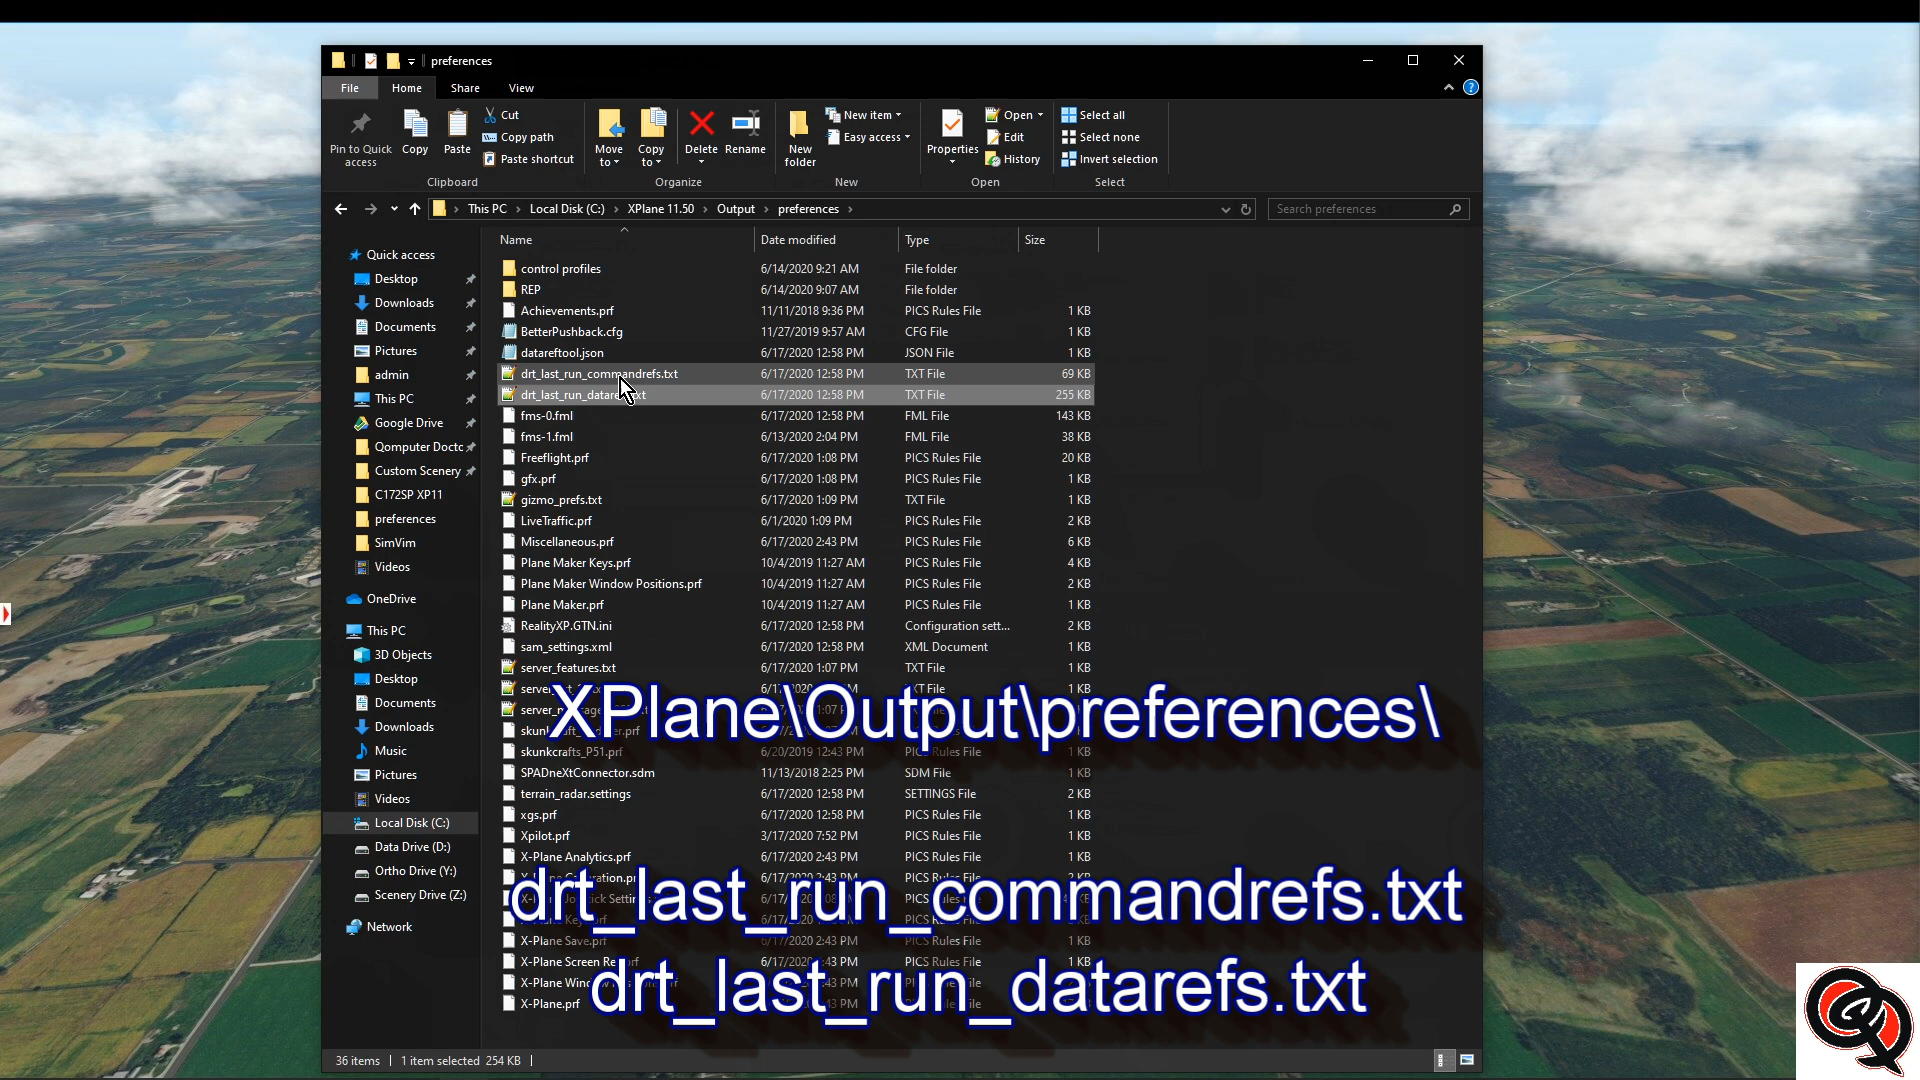 preferences
File Home Share View
Pin to Quick access
Copy
Paste
Cut
Copy path
Paste shortcut
Clipboard
Move to
Copy to
Delete
Rename
Organize
New folder
New item
Easy access
New
Properties
Open
Edit
History
Open
Select all
Select none
Invert selection
Select
This PC > Local Disk (C:) > XPlane 11.50 > Output > preferences >
Search preferences
Name Date modified Type Size
Quick access
Desktop
Downloads
Documents
Pictures
admin
This PC
Google Drive
Qomputer Doctc
Custom Scenery
C172SP XP11
preferences
SimVim
Videos
OneDrive
This PC
3D Objects
Desktop
Documents
Downloads
Music
Pictures
Videos
Local Disk (C:)
Data Drive (D:)
Ortho Drive (Y:)
Scenery Drive (Z:)
Network
control profiles 6/14/2020 9:21 AM File folder
REP 6/14/2020 9:07 AM File folder
Achievements.prf 11/11/2018 9:36 PM PICS Rules File 1 KB
BetterPushback.cfg 11/27/2019 9:57 AM CFG File 1 KB
datareftool.json 6/17/2020 12:58 PM JSON File 1 KB
drt_last_run_commandrefs.txt 6/17/2020 12:58 PM TXT File 69 KB
drt_last_run_datare xt 6/17/2020 12:58 PM TXT File 255 KB
fms-0.fml 6/17/2020 12:58 PM FML File 143 KB
fms-1.fml 6/13/2020 2:04 PM FML File 38 KB
Freeflight.prf 6/17/2020 1:08 PM PICS Rules File 20 KB
gfx.prf 6/17/2020 1:08 PM PICS Rules File 1 KB
gizmo_prefs.txt 6/17/2020 1:09 PM TXT File 1 KB
LiveTraffic.prf 6/1/2020 1:09 PM PICS Rules File 2 KB
Miscellaneous.prf 6/17/2020 2:43 PM PICS Rules File 6 KB
Plane Maker Keys.prf 10/4/2019 11:27 AM PICS Rules File 4 KB
Plane Maker Window Positions.prf 10/4/2019 11:27 AM PICS Rules File 2 KB
Plane Maker.prf 10/4/2019 11:27 AM PICS Rules File 1 KB
RealityXP.GTN.ini 6/17/2020 12:58 PM Configuration sett... 2 KB
sam_settings.xml 6/17/2020 12:58 PM XML Document 1 KB
server_features.txt 6/17/2020 1:07 PM TXT File 1 KB
XPlane\Output\preferences\
skunkcrafts_P51.prf 6/20/2019 12:43 PM PICS Rules File 1 KB
SPADneXtConnector.sdm 11/13/2018 2:25 PM SDM File 1 KB
terrain_radar.settings 6/17/2020 12:58 PM SETTINGS File 2 KB
xgs.prf 6/17/2020 12:58 PM PICS Rules File 1 KB
Xpilot.prf 3/17/2020 7:52 PM PICS Rules File 1 KB
X-Plane Analytics.prf 6/17/2020 2:43 PM PICS Rules File 1 KB
drt_last_run_commandrefs.txt
X-Plane Save.prf 6/17/2020 2:43 PM PICS Rules File 1 KB
X-Plane Screen 6/17/2020 PICS Rules File 1 KB
drt_last_run_datarefs.txt
X-Plane.prf
36 items 1 item selected 254 KB